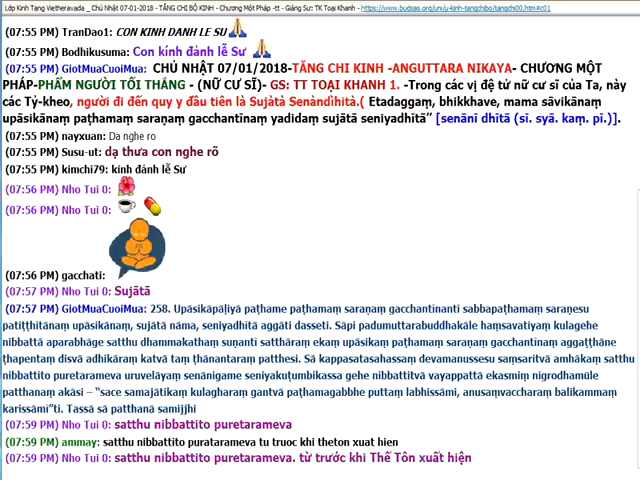 Lớp Kinh Tạng Vietheravada _ Chủ Nhật 07-01-2018 - TĂNG CHI BỘ KINH - Chương Một Pháp -tt - Giảng Sư: TK Toại Khanh - https://www.budsas.org/uni/u-kinh-tangchibo/tangchi00.htm#c01
(07:55 PM) TranDao1: CON KINH DANH LE SU
(07:55 PM) Bodhikusuma: Con kính đảnh lễ Sư
(07:55 PM) GiotMuaCuoiMua: CHỦ NHẬT 07/01/2018-TĂNG CHI KINH -ANGUTTARA NIKAYA- CHƯƠNG MỘT
PHÁP-PHẨM NGƯỜI TỐI THẮNG - (NỮ CƯ SĨ)- GS: TT TOẠI KHANH 1. -Trong các vị đệ tử nữ cư sĩ của Ta, này
các Tỷ-kheo, người đi đến quy y đầu tiên là Sujàtà Senàndìhità.( Etadaggaṃ, bhikkhave, mama sāvikānaṃ
upāsikānaṃ paṭhamaṃ saraṇaṃ gacchantīnaṃ yadidaṃ sujātā seniyadhītā” [senānī dhītā (sī. syā. kaṃ. pī.)].
(07:55 PM) nayxuan: Da nghe ro
(07:55 PM) Susu-ut: dạ thưa con nghe rõ
(07:55 PM) kimchi79: kính đảnh lễ Sư
(07:56 PM) Nho Tui 0:
(07:56 PM) Nho Tui 0:
(07:56 PM) gacchati:
(07:57 PM) Nho Tui 0: Sujātā
(07:57 PM) GiotMuaCuoiMua: 258. Upāsikāpāḷiyā paṭhame paṭhamaṃ saraṇaṃ gacchantīnanti sabbapaṭhamaṃ saraṇesu
patiṭṭhitānaṃ upāsikānaṃ, sujātā nāma, seniyadhītā aggāti dasseti. Sāpi padumuttarabuddhakāle haṃsavatiyaṃ kulagehe
nibbattā aparabhāge satthu dhammakathaṃ suṇantī satthāraṃ ekaṃ upāsikaṃ paṭhamaṃ saraṇaṃ gacchantīnaṃ aggaṭṭhāne
ṭhapentaṃ disvā adhikāraṃ katvā taṃ ṭhānantaraṃ patthesi. Sā kappasatasahassaṃ devamanussesu saṃsaritvā amhākaṃ satthu
nibbattito puretarameva uruvelāyaṃ senānīgame seniyakuṭumbikassa gehe nibbattitvā vayappattā ekasmiṃ nigrodhamūle
patthanaṃ akāsi – “sace samajātikaṃ kulagharaṃ gantvā paṭhamagabbhe puttaṃ labhissāmi, anusaṃvaccharaṃ balikammaṃ
karissāmī”ti. Tassā sā patthanā samijjhi
(07:59 PM) Nho Tui 0: satthu nibbattito puretarameva
(07:59 PM) ammay: satthu nibbattito puratarameva tu truoc khi theton xuat hien
(07:59 PM) Nho Tui 0: satthu nibbattito puretarameva. từ trước khi Thế Tôn xuất hiện